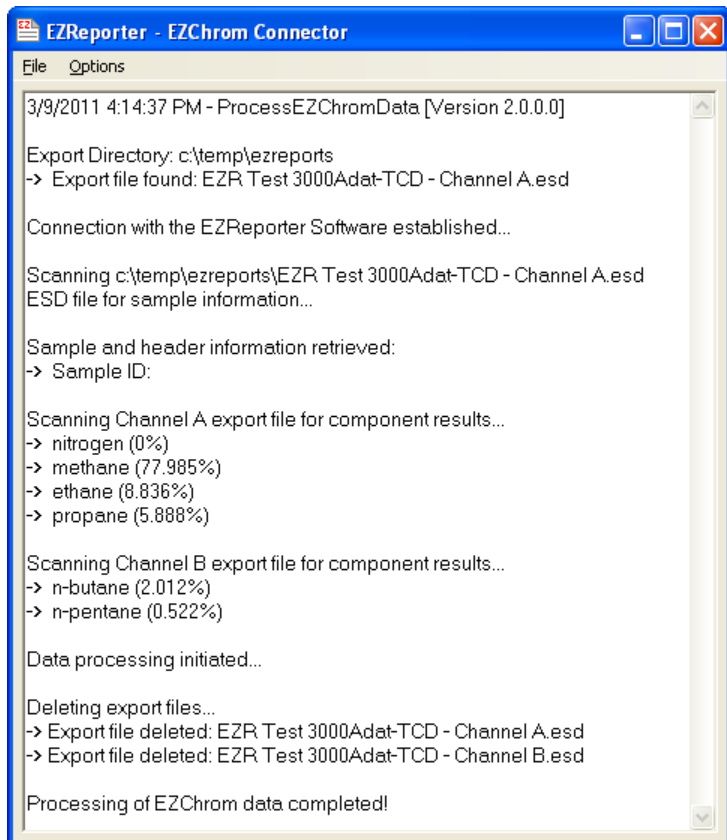 EZReporter - EZChrom Connector
File Options
3/9/2011 4:14:37 PM - ProcessEZChromData [Version 2.0.0.0]
Export Directory: c:\temp\ezreports
-> Export file found: EZR Test 3000Adat-TCD - Channel A.esd
Connection with the EZReporter Software established...
Scanning c:\temp\ezreports\EZR Test 3000Adat-TCD - Channel A.esd
ESD file for sample information...
Sample and header information retrieved:
-> Sample ID:
Scanning Channel A export file for component results...
-> nitrogen (0%)
-> methane (77.985%)
-> ethane (8.836%)
-> propane (5.888%)
Scanning Channel B export file for component results...
-> n-butane (2.012%)
-> n-pentane (0.522%)
Data processing initiated...
Deleting export files...
-> Export file deleted: EZR Test 3000Adat-TCD - Channel A.esd
-> Export file deleted: EZR Test 3000Adat-TCD - Channel B.esd
Processing of EZChrom data completed!